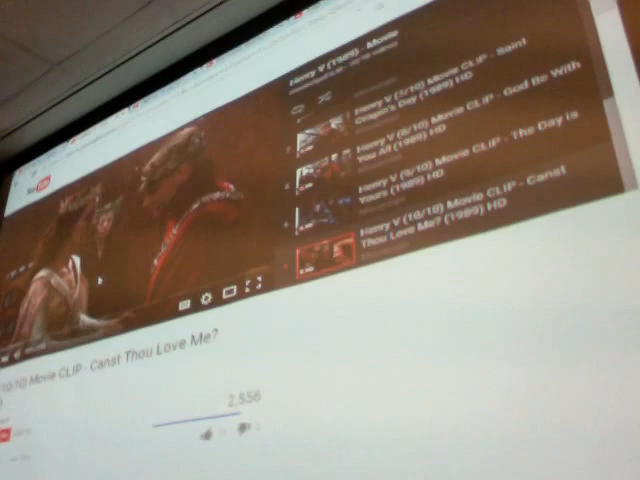 Henry V (1989) - Movie
Henry V (7/10) Movie CLIP - Saint
Crispin's Day (1989) HD
Henry V (8/10) Movie CLIP - God Be With
You All (1989) HD
Henry V (9/10) Movie CLIP - The Day Is
Yours (1989) HD
Henry V (10/10) Movie CLIP - Canst
Thou Love Me? (1989) HD
10/10) Movie CLIP - Canst Thou Love Me?
2,556